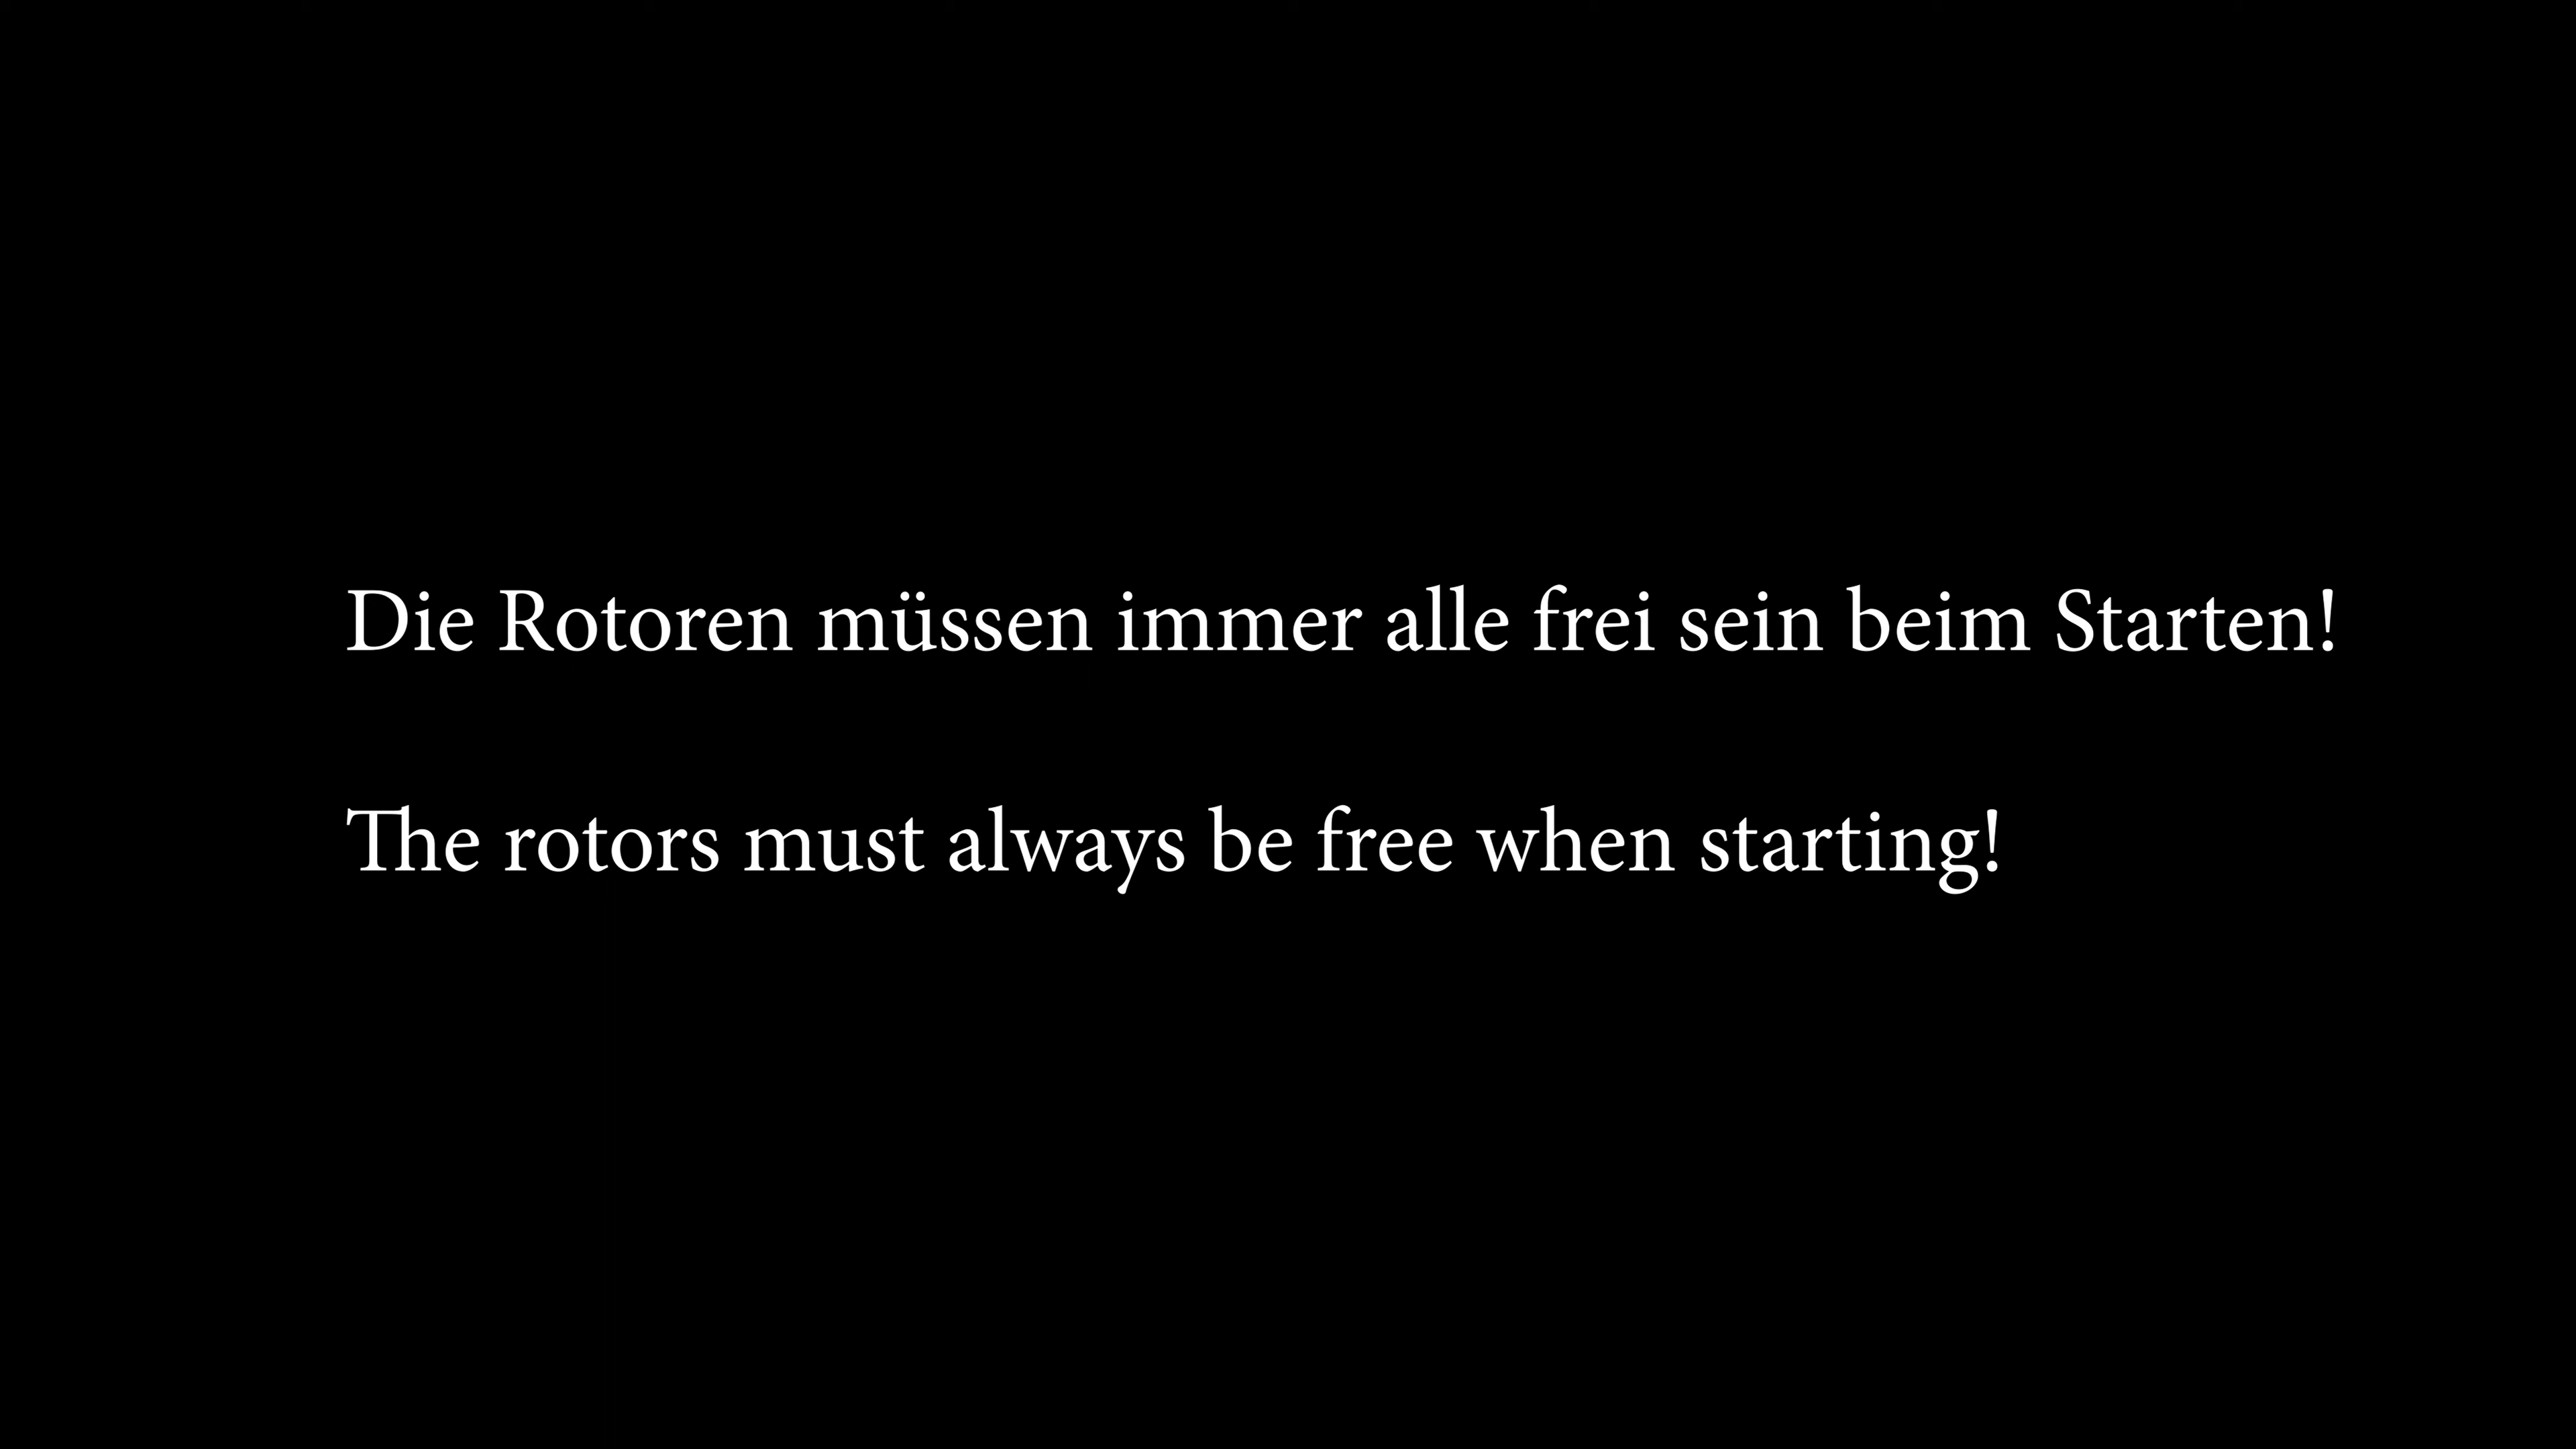 Die Rotoren müssen immer alle frei sein beim Starten!
The rotors must always be free when starting!